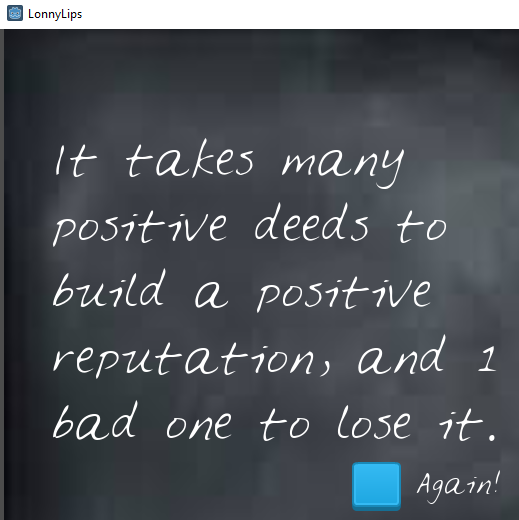 LonnyLips
It takes many
positive deeds to
build a positive
reputation, and 1
bad one to lose it.
Again!